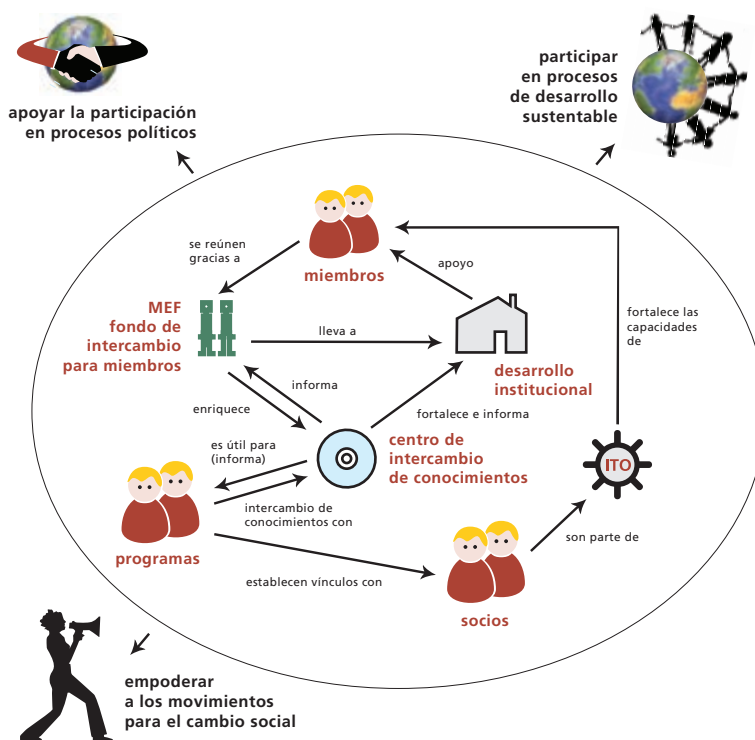 apoyar la participación
en procesos políticos
participar
en procesos
de desarrollo
sustentable
se reúnen
gracias a
miembros
apoyo
MEF
fondo de
intercambio
para miembros
lleva a
desarrollo
institucional
fortalece las
capacidades
de
informa
enriquece
fortalece e informa
es útil para
(informa)
centro de
intercambio
de conocimientos
ITO
intercambio de
conocimientos con
programas
son parte de
establecen vínculos con
socios
empoderar
a los movimientos
para el cambio social